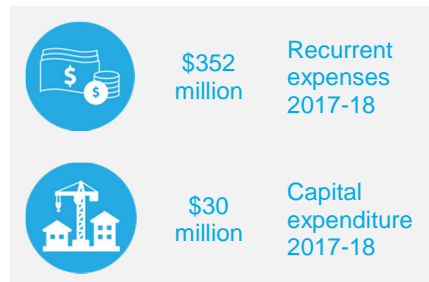 $
$
$352
million
Recurrent
expenses
2017-18
$30
million
Capital
expenditure
2017-18